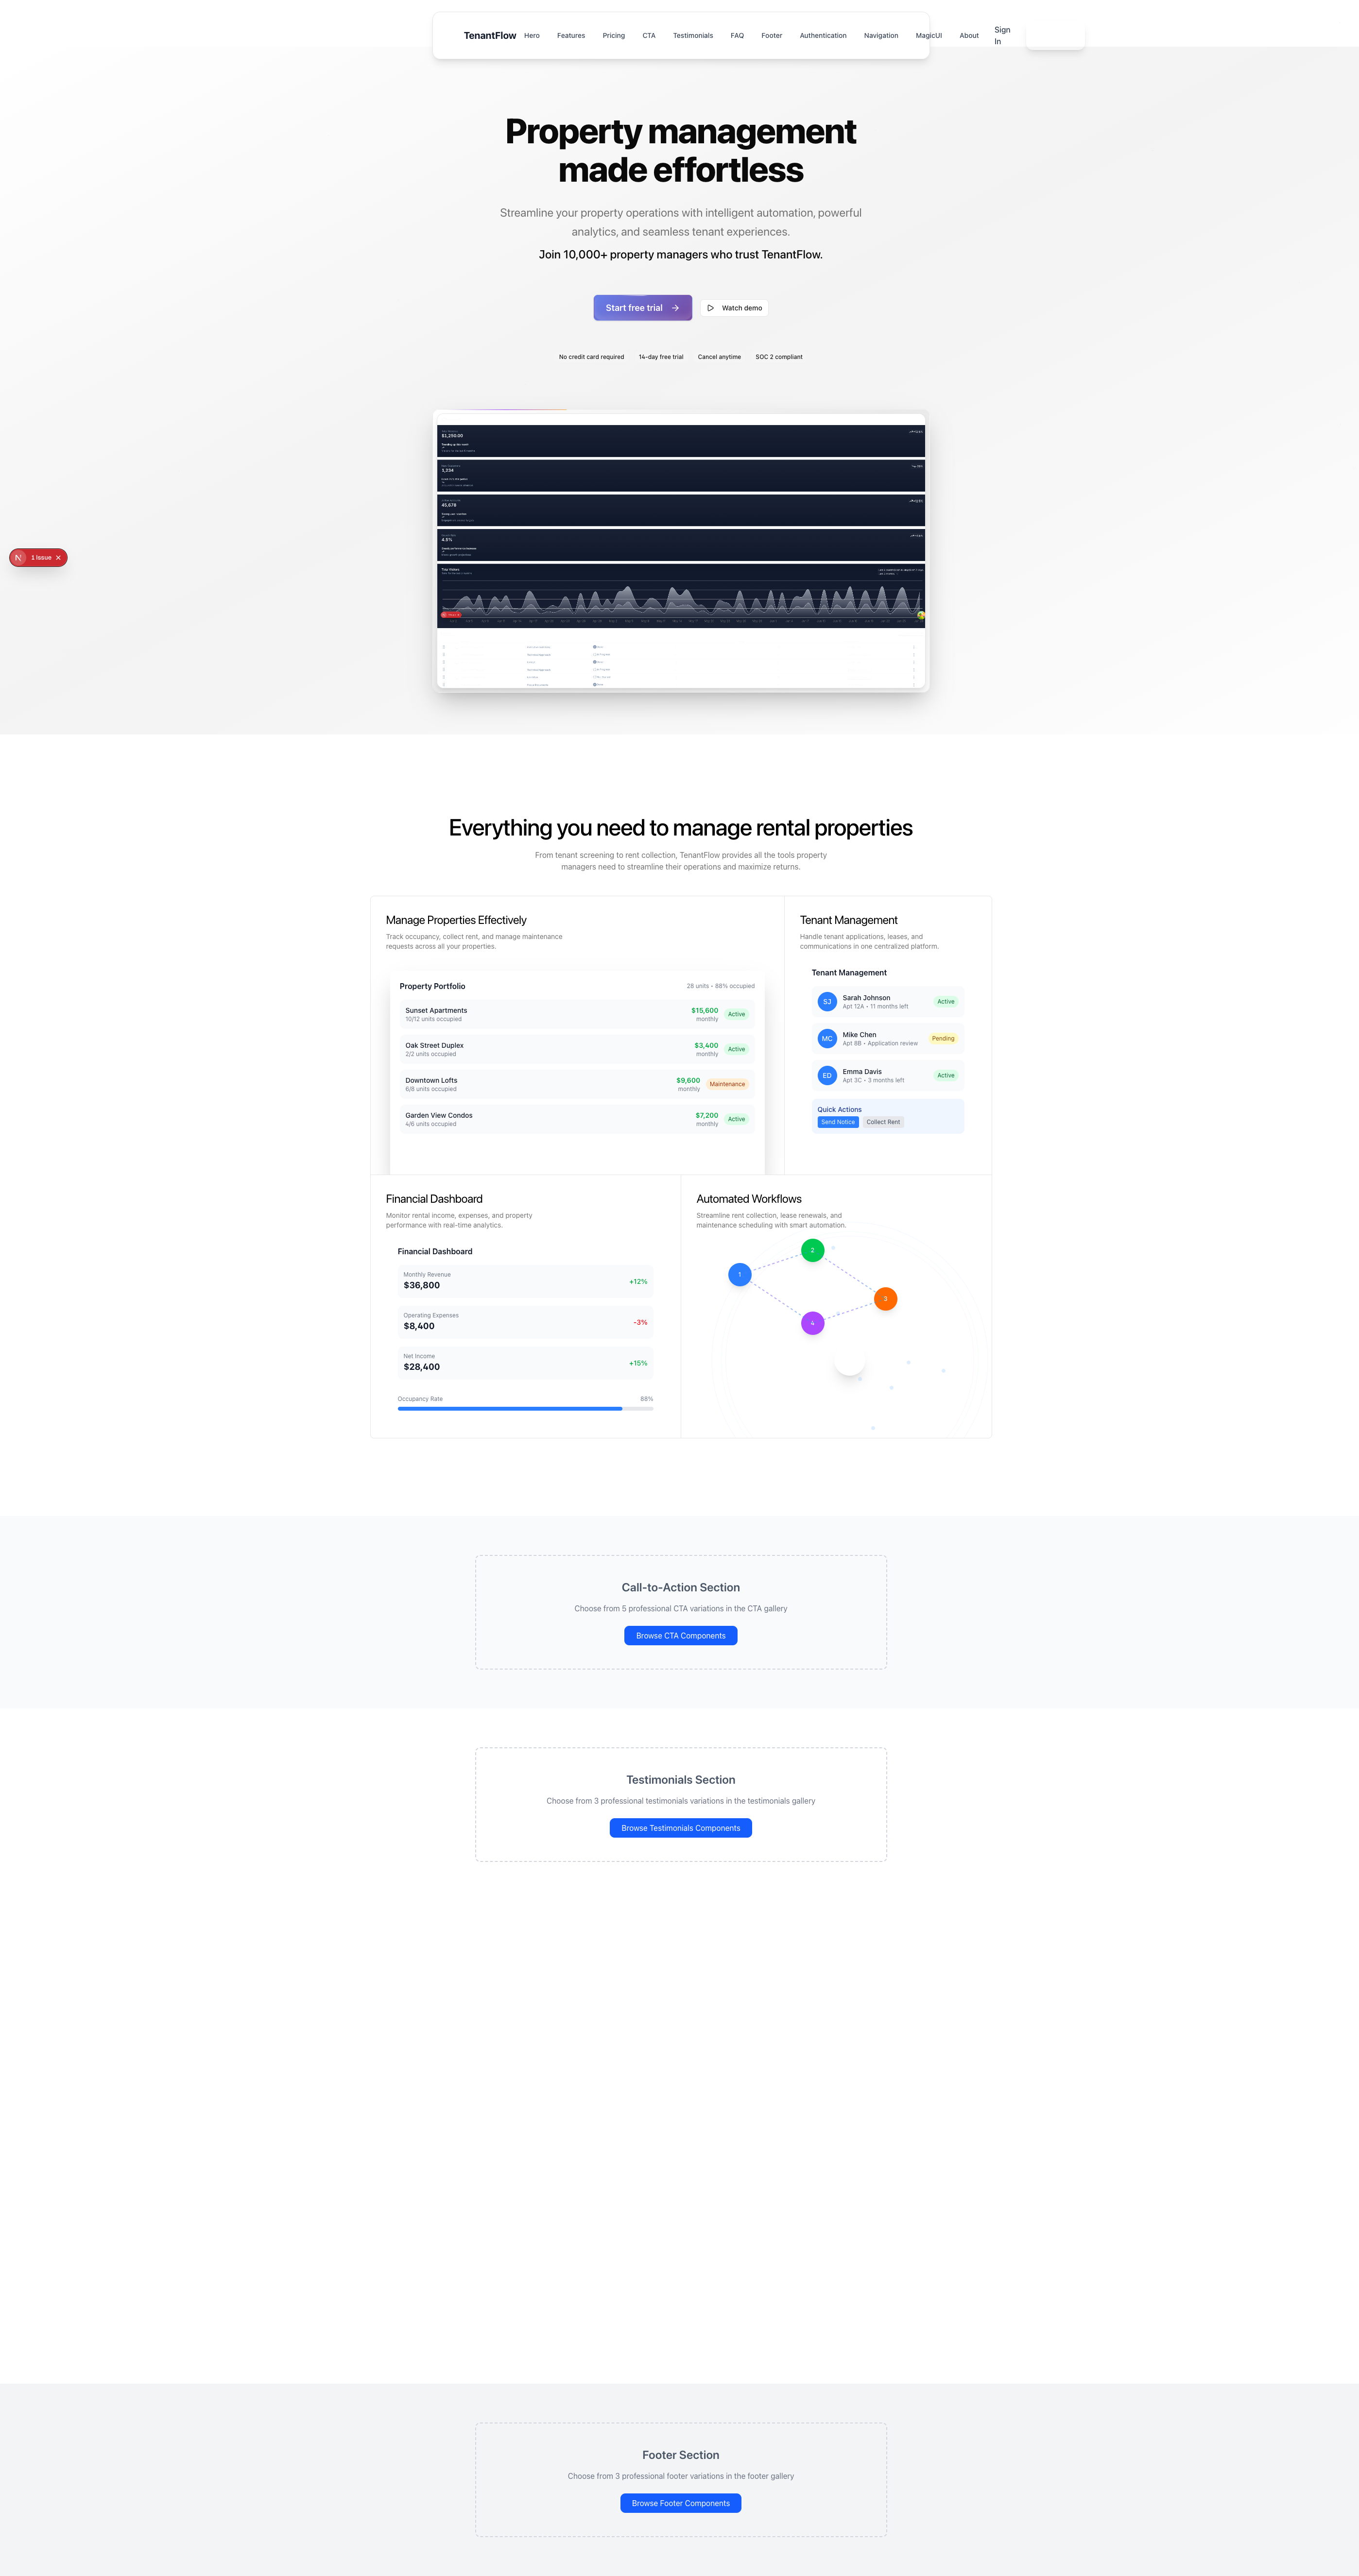 TenantFlow Hero Features Pricing CTA Testimonials FAQ Footer Authentication Navigation MagicUI About Sign In
Property management
made effortless
Streamline your property operations with intelligent automation, powerful
analytics, and seamless tenant experiences.
Join 10,000+ property managers who trust TenantFlow.
Start free trial
Watch demo
No credit card required 14-day free trial Cancel anytime SOC 2 compliant
$1,250.00
1,234
45,678
4.5%
1 Issue
Everything you need to manage rental properties
From tenant screening to rent collection, TenantFlow provides all the tools property
managers need to streamline their operations and maximize returns.
Manage Properties Effectively
Track occupancy, collect rent, and manage maintenance
requests across all your properties.
Property Portfolio
28 units • 88% occupied
Sunset Apartments
10/12 units occupied
$15,600
monthly
Active
Oak Street Duplex
2/2 units occupied
$3,400
monthly
Active
Downtown Lofts
6/8 units occupied
$9,600
monthly
Maintenance
Garden View Condos
4/6 units occupied
$7,200
monthly
Active
Tenant Management
Handle tenant applications, leases, and
communications in one centralized platform.
Tenant Management
SJ
Sarah Johnson
Apt 12A • 11 months left
Active
MC
Mike Chen
Apt 8B • Application review
Pending
ED
Emma Davis
Apt 3C • 3 months left
Active
Quick Actions
Send Notice
Collect Rent
Financial Dashboard
Monitor rental income, expenses, and property
performance with real-time analytics.
Financial Dashboard
Monthly Revenue
$36,800
+12%
Operating Expenses
$8,400
-3%
Net Income
$28,400
+15%
Occupancy Rate
88%
Automated Workflows
Streamline rent collection, lease renewals, and
maintenance scheduling with smart automation.
1
2
3
4
Call-to-Action Section
Choose from 5 professional CTA variations in the CTA gallery
Browse CTA Components
Testimonials Section
Choose from 3 professional testimonials variations in the testimonials gallery
Browse Testimonials Components
Footer Section
Choose from 3 professional footer variations in the footer gallery
Browse Footer Components